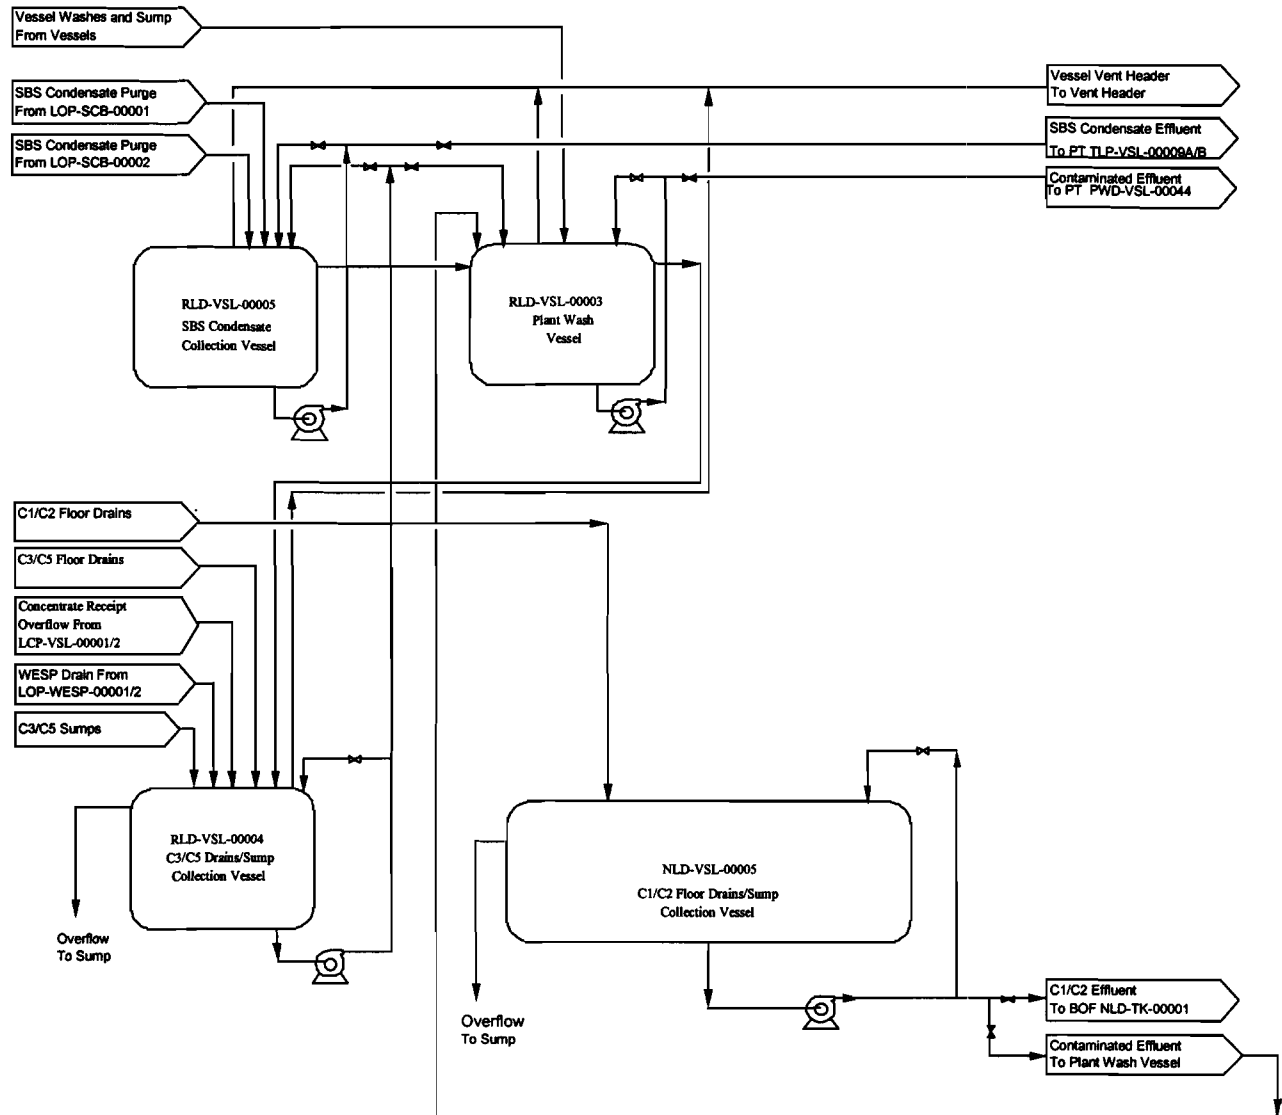 Vessel Washes and Sump
From Vessels
SBS Condensate Purge
From LOP-SCB-00001
SBS Condensate Purge
From LOP-SCB-00002
Vessel Vent Header
To Vent Header
SBS Condensate Effluent
To PT TLP-VSL-00009A/B
Contaminated Effluent
To PT PWD-VSL-00044
RLD-VSL-00005
SBS Condensate
Collection Vessel
RLD-VSL-00003
Plant Wash
Vessel
C1/C2 Floor Drains
C3/C5 Floor Drains
Concentrate Receipt
Overflow From
LCP-VSL-00001/2
WESP Drain From
LOP-WESP-00001/2
C3/C5 Sumps
RLD-VSL-00004
C3/C5 Drains/Sump
Collection Vessel
Overflow
To Sump
NLD-VSL-00005
C1/C2 Floor Drains/Sump
Collection Vessel
Overflow
To Sump
C1/C2 Effluent
To BOF NLD-TK-00001
Contaminated Effluent
To Plant Wash Vessel